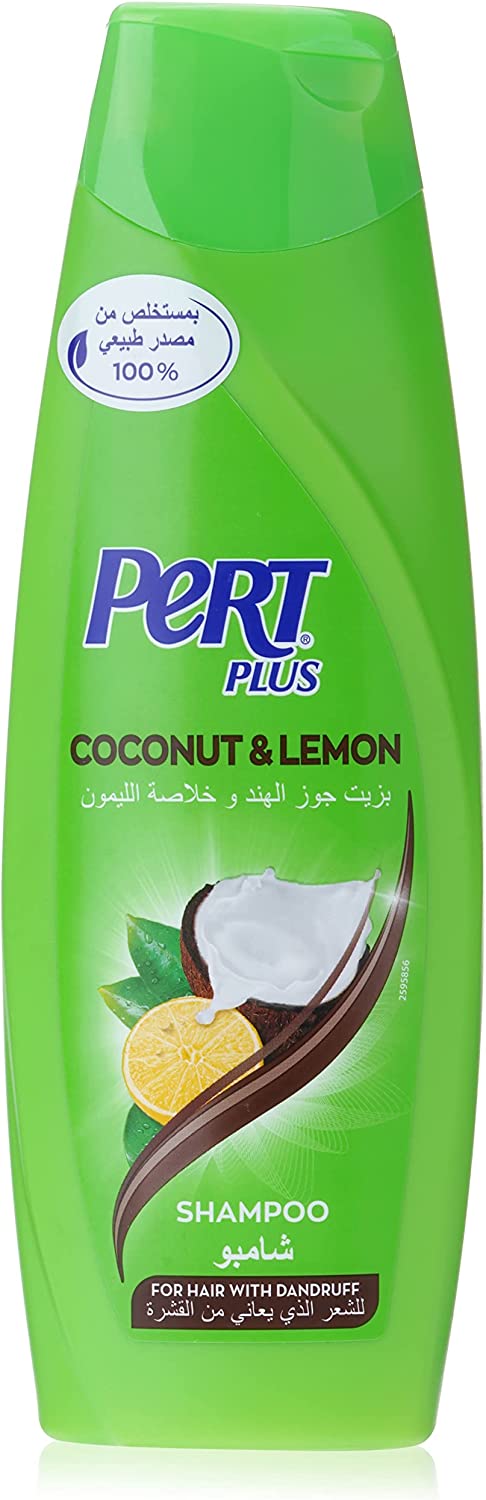 بمستخلص من
مصدر طبيعي
100%
PERT®
PLUS
COCONUT & LEMON
بزيت جوز الهند و خلاصة الليمون
2595856
SHAMPOO
شامبو
FOR HAIR WITH DANDRUFF
للشعر الذي يعاني من القشرة